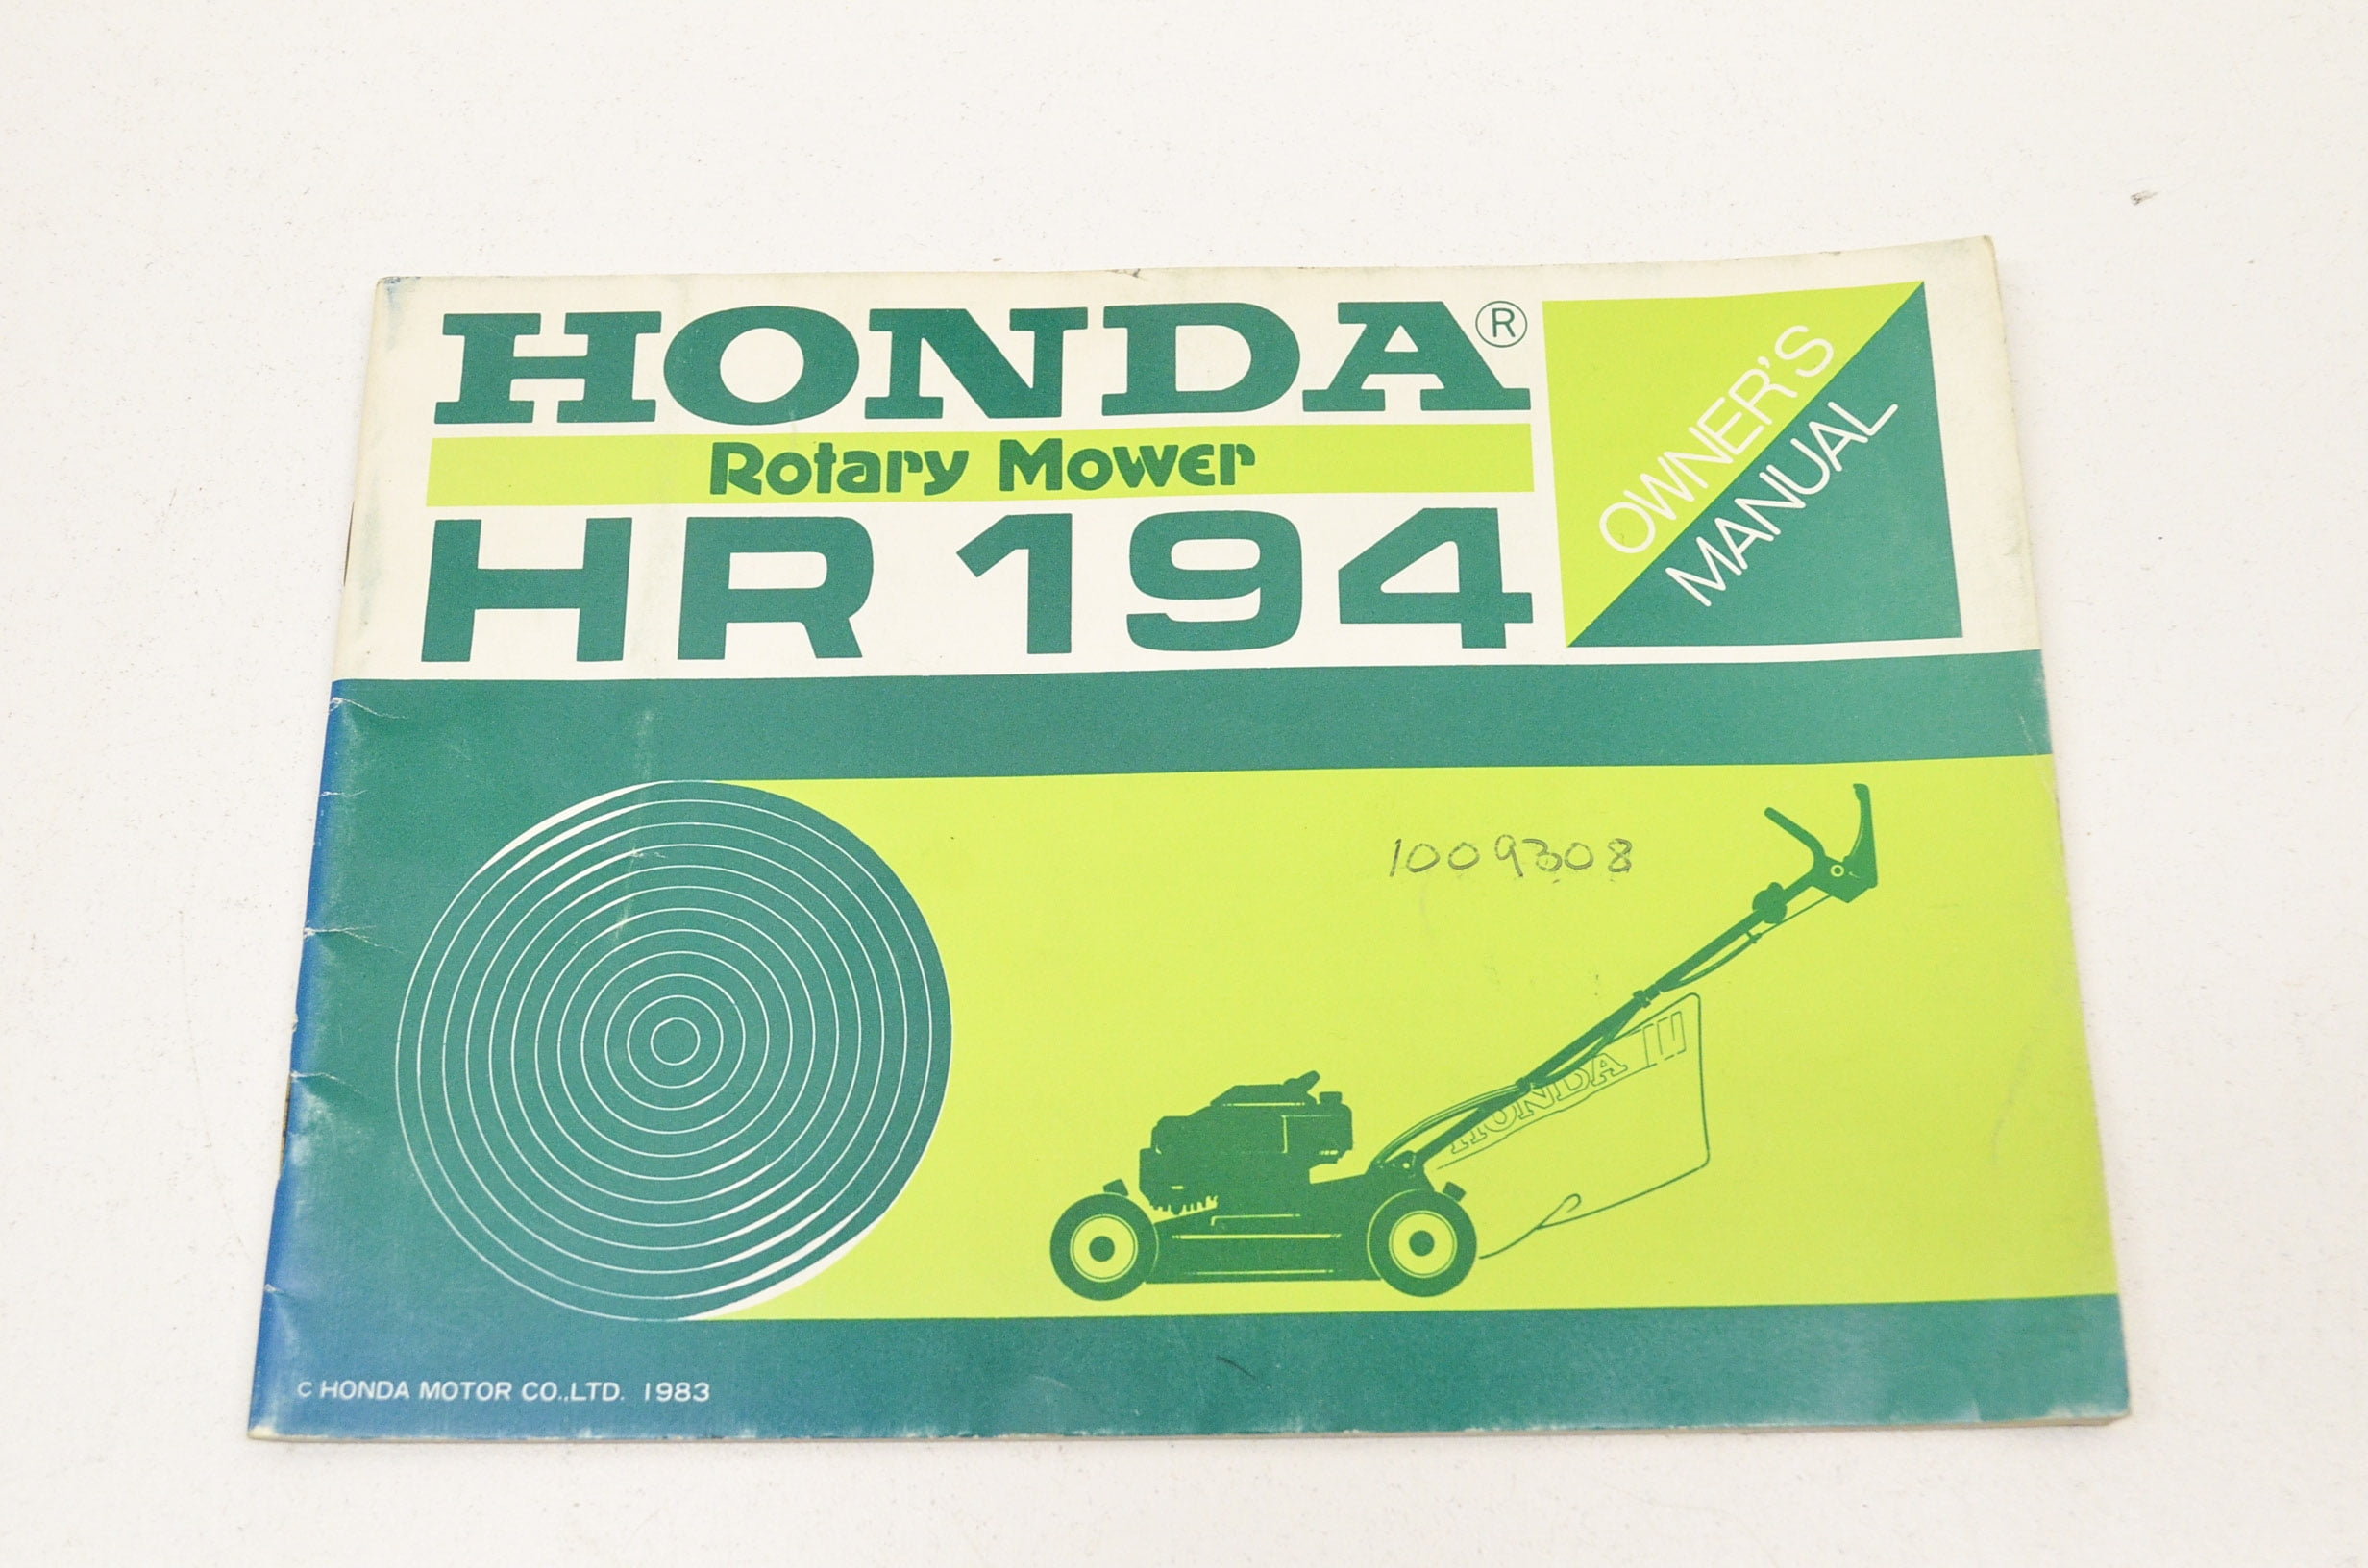 HONDA®
Rotary Mower
HR 194
OWNER'S
MANUAL
1009308
HONDA
C HONDA MOTOR CO.,LTD. 1983